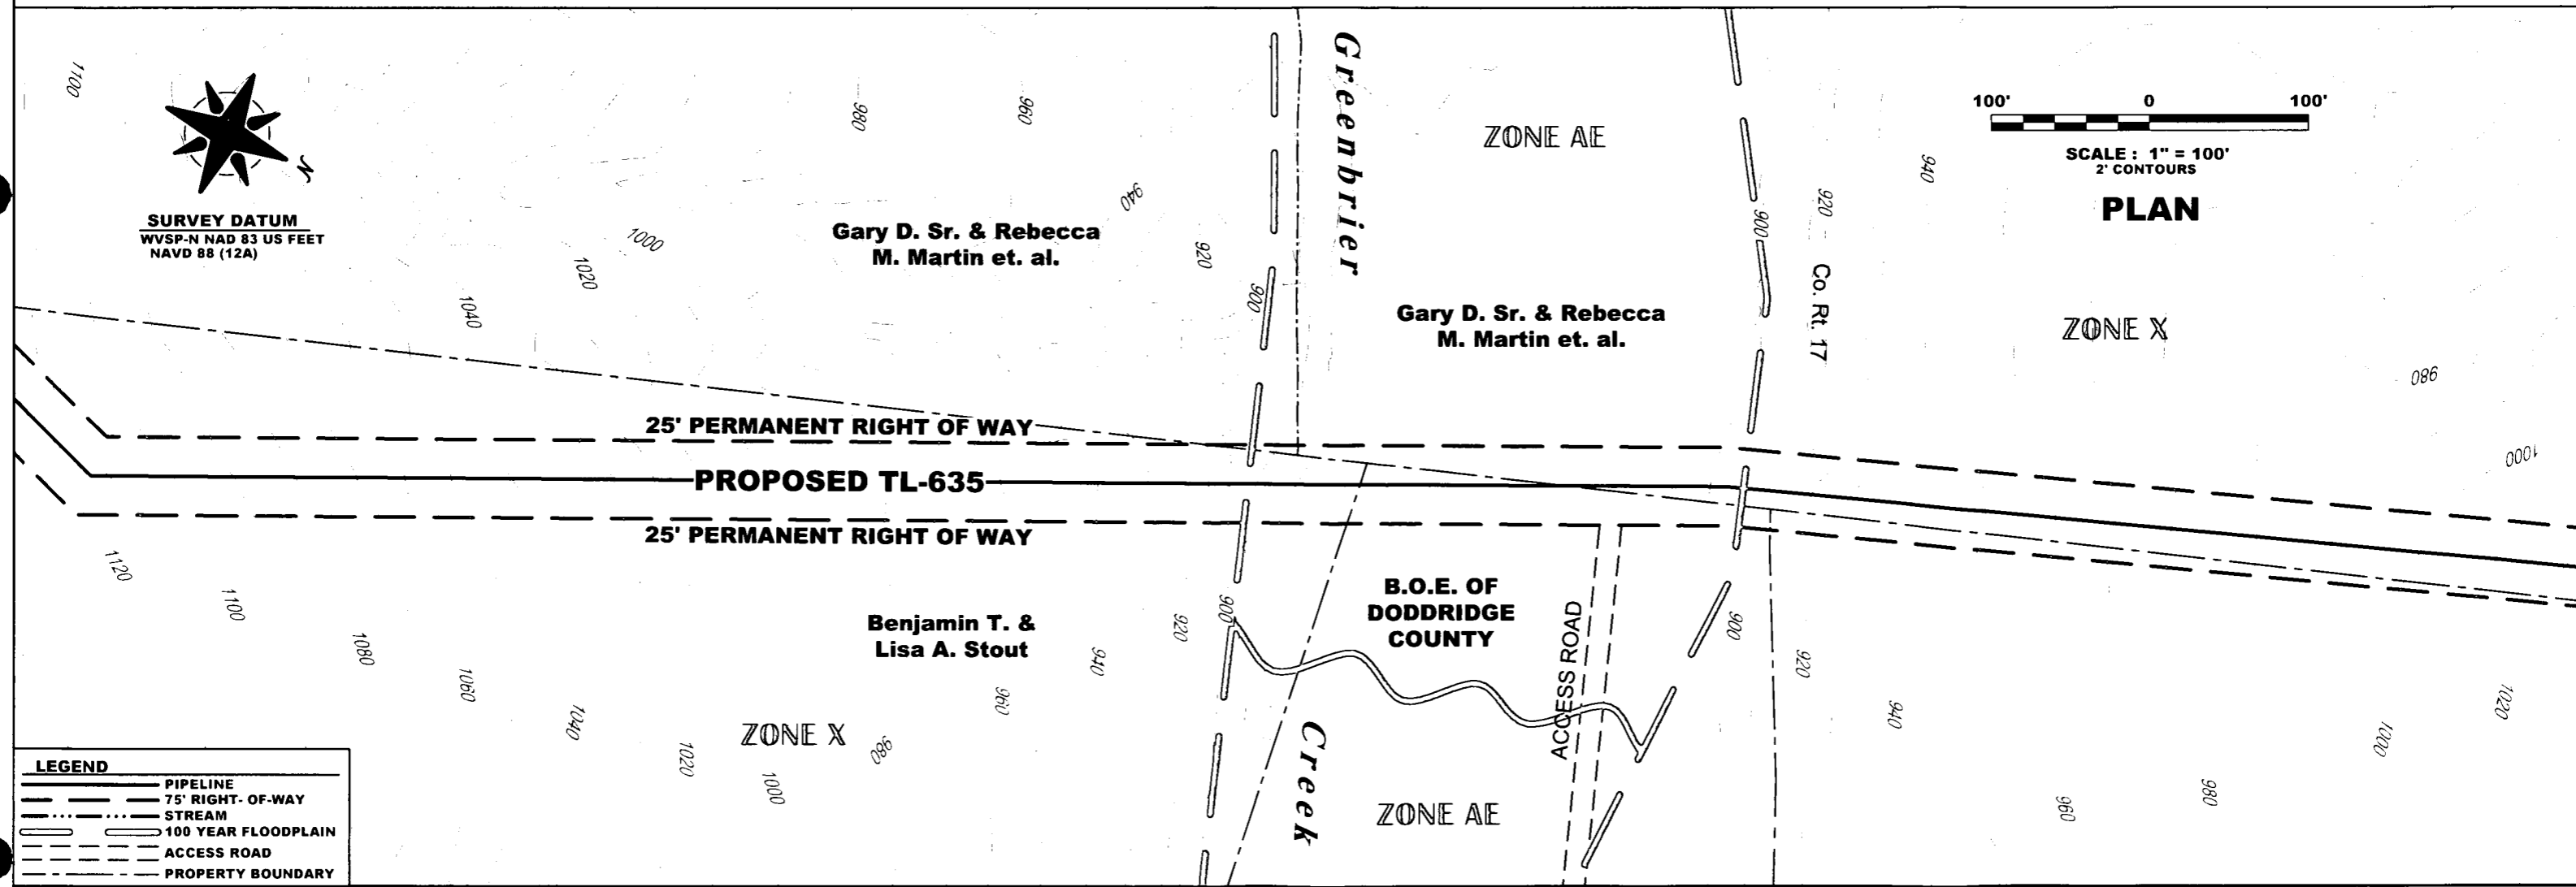 1100
N
SURVEY DATUM
WVSP-N NAD 83 US FEET
NAVD 88 (12A)
1000
1020
1040
980
960
940
920
900
Gary D. Sr. & Rebecca
M. Martin et. al.
Greenbrier
ZONE AE
Gary D. Sr. & Rebecca
M. Martin et. al.
900
920
Co. Rt. 17
940
100' 0 100'
SCALE : 1" = 100'
2' CONTOURS
PLAN
ZONE X
980
1000
25' PERMANENT RIGHT OF WAY
PROPOSED TL-635
25' PERMANENT RIGHT OF WAY
1120
1100
1080
1060
1040
1020
1000
980
960
940
920
900
Benjamin T. &
Lisa A. Stout
ZONE X
Creek
B.O.E. OF
DODDRIDGE
COUNTY
ACCESS ROAD
ZONE AE
900
920
940
960
980
1000
1020
LEGEND
PIPELINE
75' RIGHT- OF-WAY
STREAM
100 YEAR FLOODPLAIN
ACCESS ROAD
PROPERTY BOUNDARY